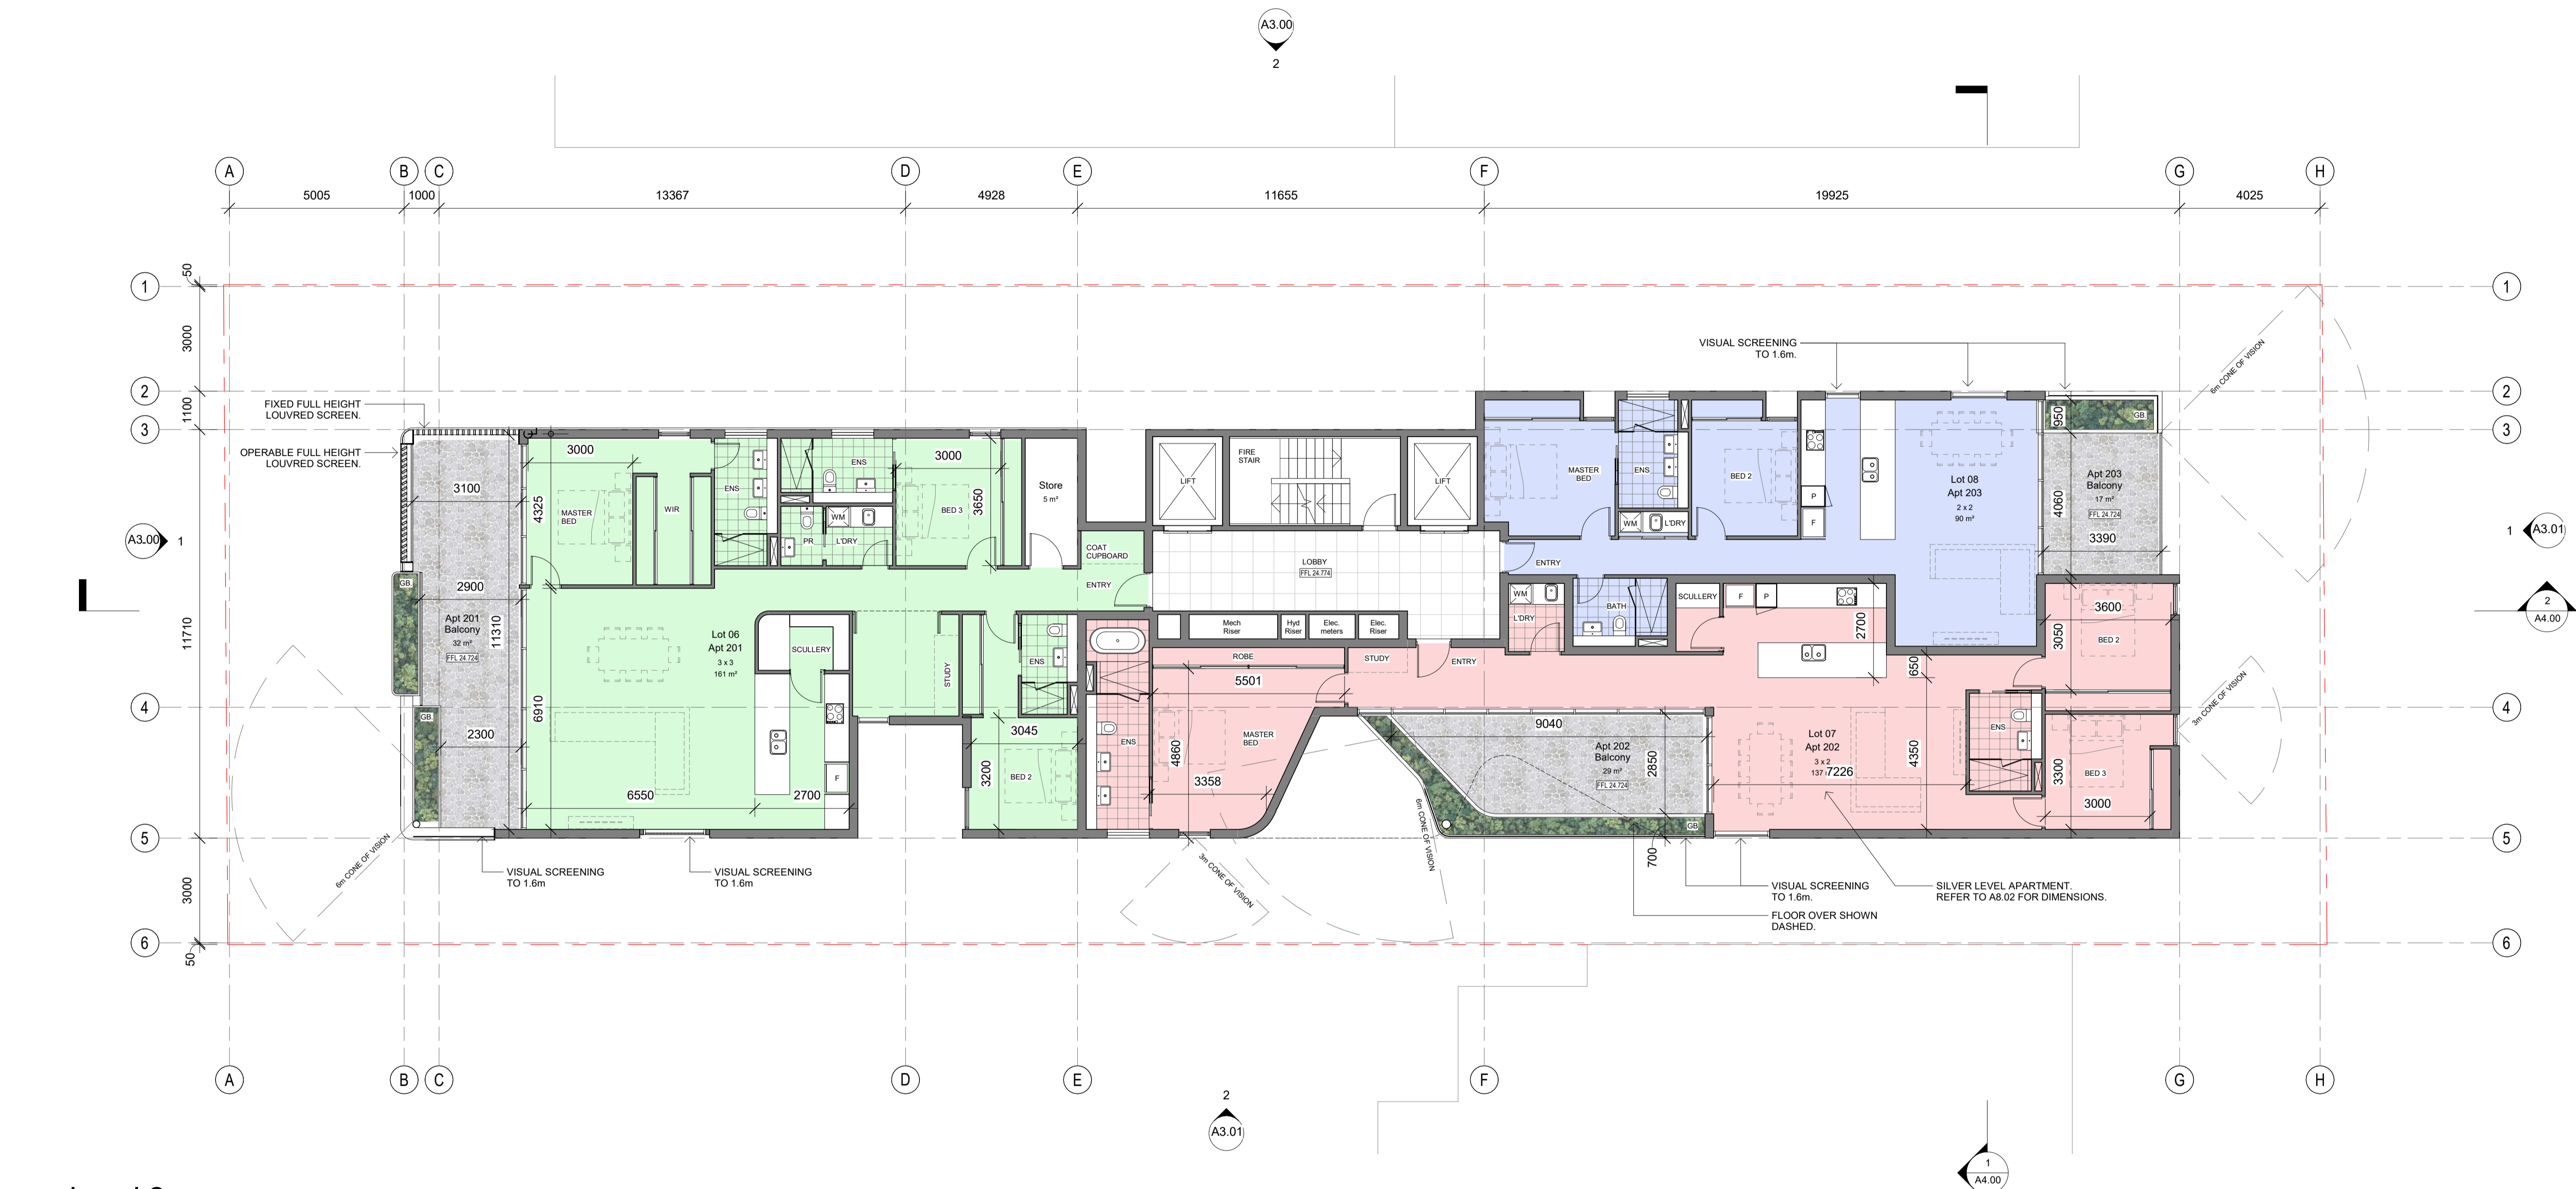 A3.00
2
A
B
C
D
E
F
G
H
5005
1000
13367
4928
11655
19925
4025
50
1
1
3000
VISUAL SCREENING
TO 1.6m.
6m CONE OF VISION
2
2
1100
FIXED FULL HEIGHT
LOUVRED SCREEN.
950
GB.
3
3
OPERABLE FULL HEIGHT
LOUVRED SCREEN.
3000
ENS
3000
FIRE
STAIR
LIFT
LIFT
MASTER
BED
ENS
BED 2
Lot 08
Apt 203
2 x 2
90 m²
Apt 203
Balcony
17 m²
FFL 24.724
4060
3390
3100
4325
MASTER
BED
WIR
ENS
BED 3
3650
Store
5 m²
P
F
WM
L'DRY
WM
L'DRY
PR
A3.00
1
1
A3.01
COAT
CUPBOARD
ENTRY
LOBBY
FFL 24.774
ENTRY
GB.
2900
WM
L'DRY
BATH
SCULLERY
F
P
2700
3600
3050
BED 2
2
A4.00
Apt 201
Balcony
32 m²
FFL 24.724
11310
11710
Lot 06
Apt 201
3 x 3
161 m²
SCULLERY
STUDY
ENS
Mech
Riser
Hyd
Riser
Elec.
meters
Elec.
Riser
ROBE
STUDY
ENTRY
5501
650
6910
3m CONE OF VISION
4
4
GB.
2300
3045
9040
ENS
MASTER
BED
4860
Apt 202
Balcony
29 m²
FFL 24.724
2850
Lot 07
Apt 202
3 x 2
137
7226
4350
ENS
BED 2
3200
F
3358
3300
BED 3
3000
6550
2700
GB
5
5
6m CONE OF VISION
6m CONE OF VISION
3m CONE OF VISION
700
VISUAL SCREENING
TO 1.6m
VISUAL SCREENING
TO 1.6m
VISUAL SCREENING
TO 1.6m.
SILVER LEVEL APARTMENT.
REFER TO A8.02 FOR DIMENSIONS.
FLOOR OVER SHOWN
DASHED.
3000
6
6
50
A
B
C
D
E
F
G
H
2
A3.01
1
A4.00